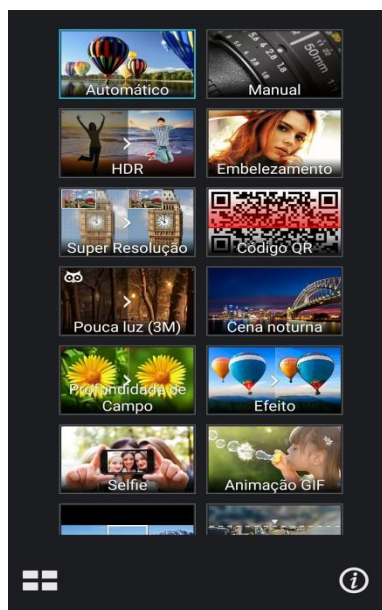 Automático
Manual
HDR
Embelezamento
Super Resolução
Código QR
Pouca luz (3M)
Cena noturna
Profundidade de
Campo
Efeito
Selfie
Animação GIF